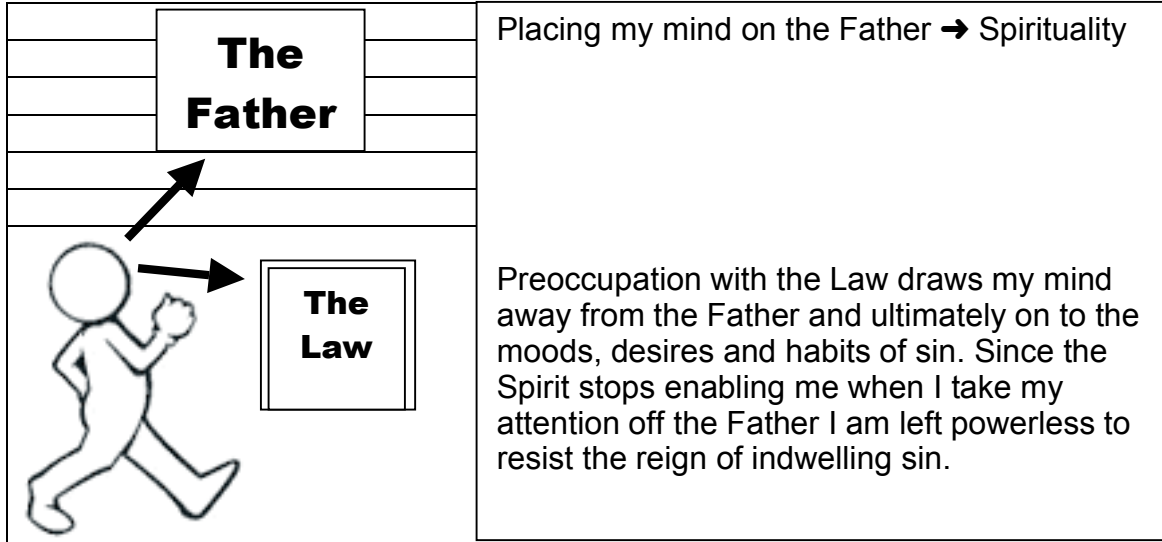 The
Father
The
Law
Placing my mind on the Father ➜ Spirituality
Preoccupation with the Law draws my mind
away from the Father and ultimately on to the
moods, desires and habits of sin. Since the
Spirit stops enabling me when I take my
attention off the Father I am left powerless to
resist the reign of indwelling sin.